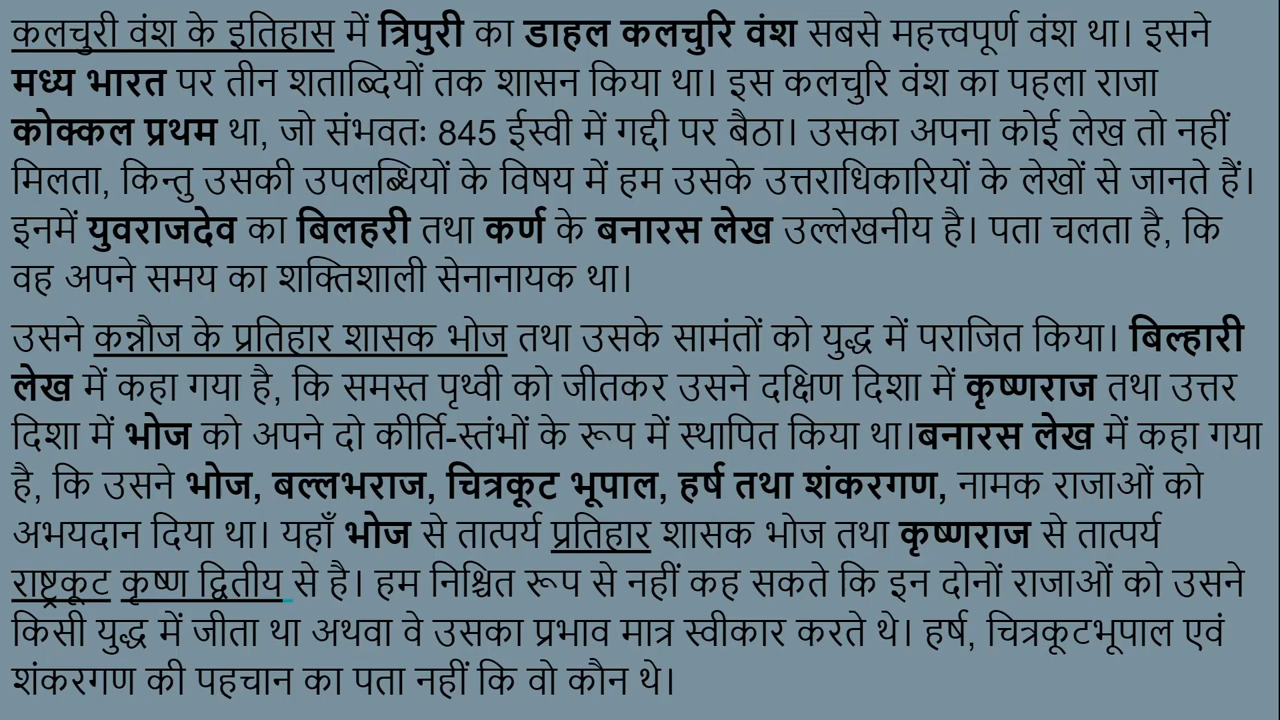 कलचुरी वंश के इतिहास में त्रिपुरी का डाहल कलचुरि वंश सबसे महत्त्वपूर्ण वंश था। इसने
मध्य भारत पर तीन शताब्दियों तक शासन किया था। इस कलचुरि वंश का पहला राजा
कोक्कल प्रथम था, जो संभवतः 845 ईस्वी में गद्दी पर बैठा। उसका अपना कोई लेख तो नहीं
मिलता, किन्तु उसकी उपलब्धियों के विषय में हम उसके उत्तराधिकारियों के लेखों से जानते हैं।
इनमें युवराजदेव का बिलहरी तथा कर्ण के बनारस लेख उल्लेखनीय है। पता चलता है, कि
वह अपने समय का शक्तिशाली सेनानायक था।
उसने कन्नौज के प्रतिहार शासक भोज तथा उसके सामंतों को युद्ध में पराजित किया। बिल्हारी
लेख में कहा गया है, कि समस्त पृथ्वी को जीतकर उसने दक्षिण दिशा में कृष्णराज तथा उत्तर
दिशा में भोज को अपने दो कीर्ति-स्तंभों के रूप में स्थापित किया था।बनारस लेख में कहा गया
है, कि उसने भोज, बल्लभराज, चित्रकूट भूपाल, हर्ष तथा शंकरगण, नामक राजाओं को
अभयदान दिया था। यहाँ भोज से तात्पर्य प्रतिहार शासक भोज तथा कृष्णराज से तात्पर्य
राष्ट्रकूट कृष्ण द्वितीय से है। हम निश्चित रूप से नहीं कह सकते कि इन दोनों राजाओं को उसने
किसी युद्ध में जीता था अथवा वे उसका प्रभाव मात्र स्वीकार करते थे। हर्ष, चित्रकूटभूपाल एवं
शंकरगण की पहचान का पता नहीं कि वो कौन थे।